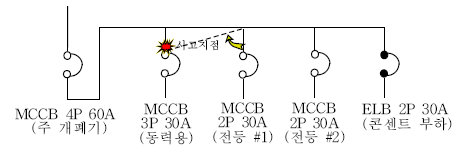 사고지점
MCCB 4P 60A
(주 개폐기)
MCCB
3P 30A
(동력용)
MCCB
2P 30A
(전등 #1)
MCCB
2P 30A
(전등 #2)
ELB 2P 30A
(콘센트 부하)